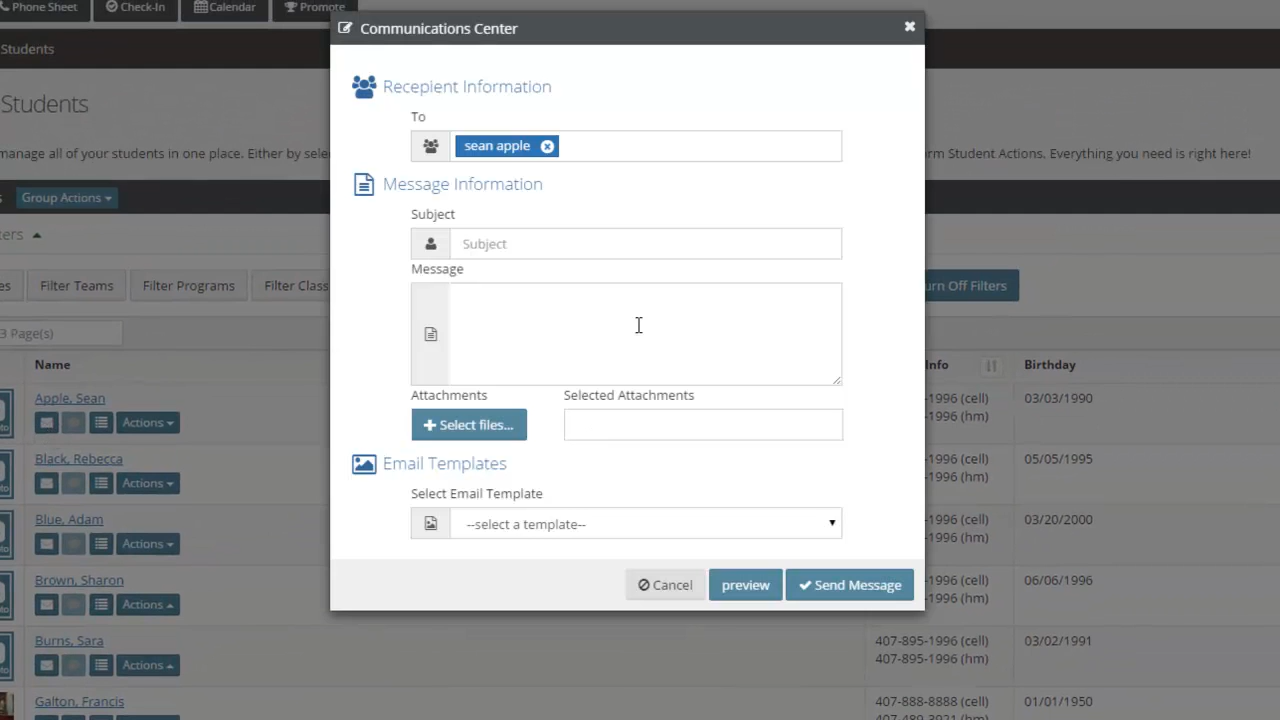 Phone Sheet
Check-In
Calendar
Promote
Communications Center
Students
Recepient Information
Students
To
sean apple
manage all of your students in one place. Either by
Student Actions. Everything you need is right here!
Message Information
Group Actions
Subject
Subject
Message
Filter Teams
Filter Programs
Filter
Off Filters
3 Page(s)
Name
Info
Birthday
Attachments
Selected Attachments
Select files...
Apple, Sean
-1996 (cell)
03/03/1990
Actions
-1996 (hm)
Email Templates
Black, Rebecca
-1996 (cell)
05/05/1995
Actions
-1996 (hm)
Select Email Template
--select a template--
Blue, Adam
-1996 (cell)
03/20/2000
Actions
-1996 (hm)
Cancel
preview
Send Message
Brown, Sharon
-1996 (cell)
06/06/1996
Actions
-1996 (hm)
Burns, Sara
407-895-1996 (cell)
03/02/1991
Actions
407-895-1996 (hm)
Galton, Francis
407-888-8888 (cell)
01/01/1950